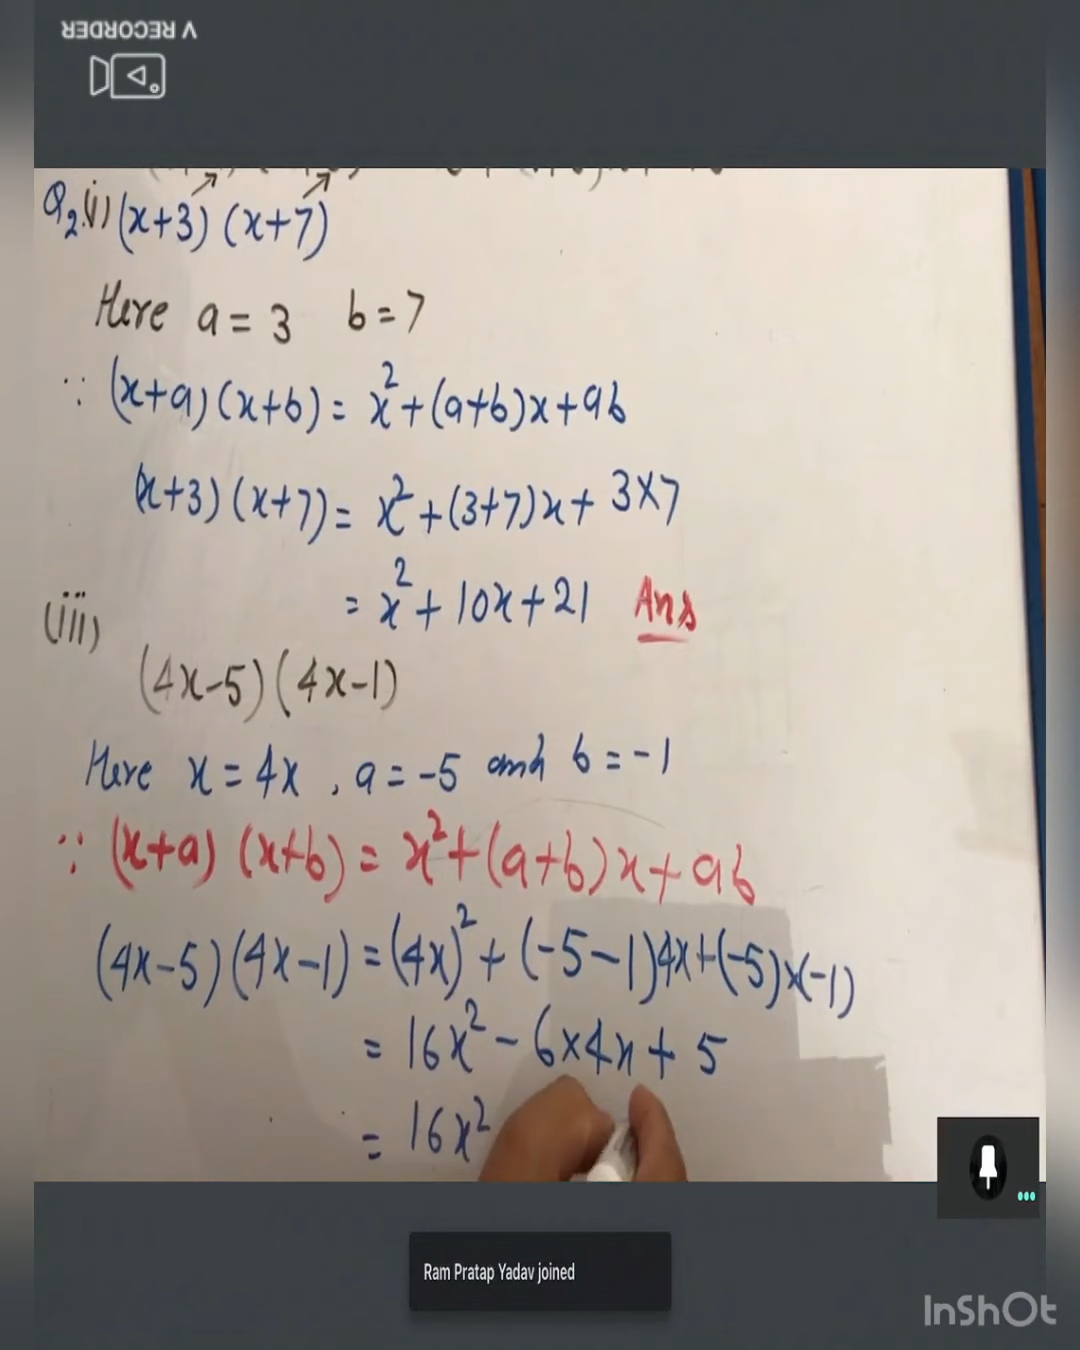 V RECORDER
Q2.(i) (x+3) (x+7)
Here a = 3 b = 7
∵ (x+a) (x+b) = x² + (a+b)x + ab
(x+3) (x+7) = x² + (3+7)x + 3×7
= x² + 10x + 21 Ans
(iii)
(4x-5) (4x-1)
Here x = 4x , a = -5 and b = -1
∵ (x+a) (x+b) = x² + (a+b)x + ab
(4x-5) (4x-1) = (4x)² + (-5-1)4x+(-5)×(-1)
= 16x² - 6×4x + 5
= 16x²
Ram Pratap Yadav joined
InShOt